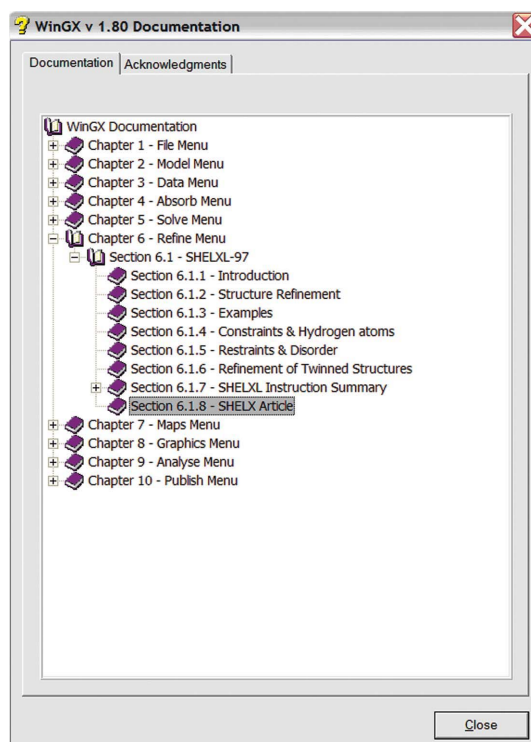 WinGX v 1.80 Documentation
Documentation
Acknowledgments
WinGX Documentation
Chapter 1 - File Menu
Chapter 2 - Model Menu
Chapter 3 - Data Menu
Chapter 4 - Absorb Menu
Chapter 5 - Solve Menu
Chapter 6 - Refine Menu
Section 6.1 - SHELXL-97
Section 6.1.1 - Introduction
Section 6.1.2 - Structure Refinement
Section 6.1.3 - Examples
Section 6.1.4 - Constraints & Hydrogen atoms
Section 6.1.5 - Restraints & Disorder
Section 6.1.6 - Refinement of Twinned Structures
Section 6.1.7 - SHELXL Instruction Summary
Section 6.1.8 - SHELX Article
Chapter 7 - Maps Menu
Chapter 8 - Graphics Menu
Chapter 9 - Analyse Menu
Chapter 10 - Publish Menu
Close